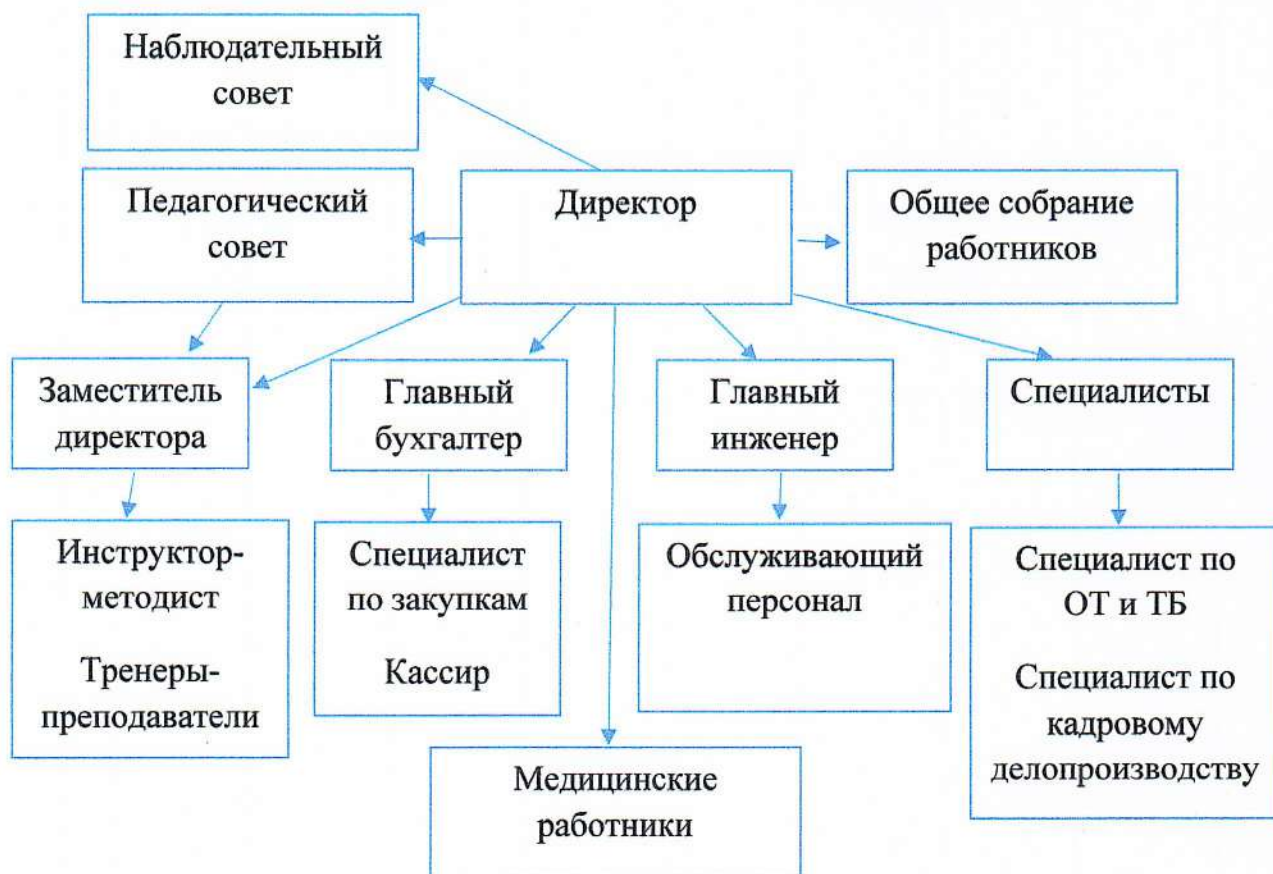 Наблюдательный
совет
Педагогический
совет
Директор
Общее собрание
работников
Заместитель
директора
Главный
бухгалтер
Главный
инженер
Специалисты
Инструктор-
методист
Тренеры-
преподаватели
Специалист
по закупкам
Кассир
Обслуживающий
персонал
Специалист по
ОТ и ТБ
Специалист по
кадровому
делопроизводству
Медицинские
работники